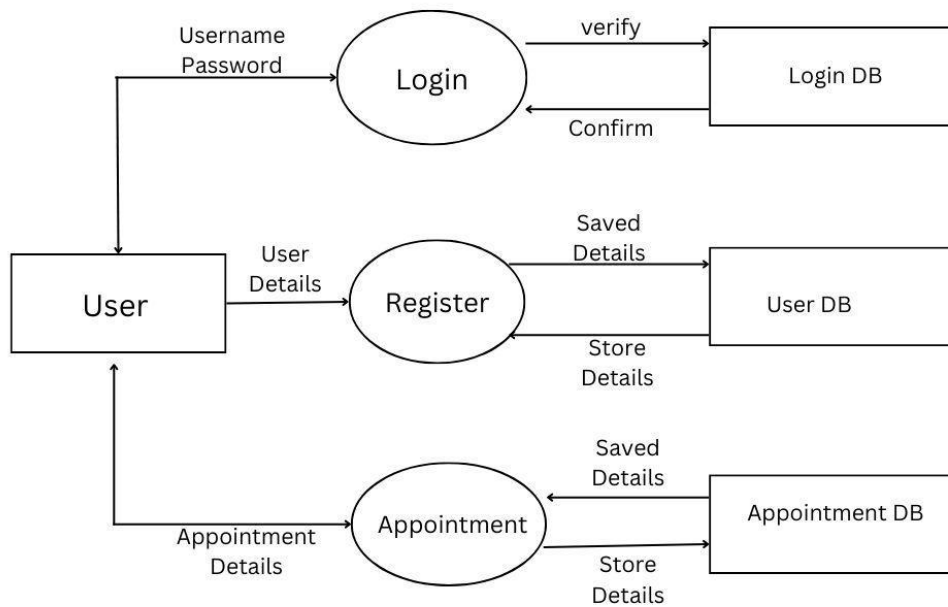 Username
Password
Login
verify
Confirm
Login DB
User
User
Details
Register
Saved
Details
Store
Details
User DB
Appointment
Details
Appointment
Saved
Details
Store
Details
Appointment DB